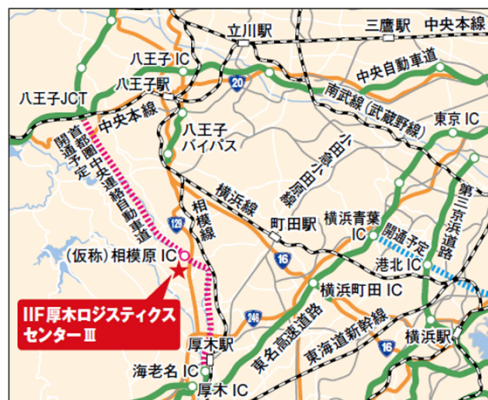 立川駅
三鷹駅
中央本線
八王子IC
八王子駅
20
中央自動車道
八王子JCT
中央本線
南武線(武蔵野線)
八王子
バイパス
東京IC
首都圏中央連絡自動車道
開通予定
小田急小田原線
横浜線
町田駅
横浜青葉
IC
第三京浜道路
開通予定
129
相模線
(仮称)相模原IC
16
港北IC
横浜町田IC
IIF厚木ロジスティクス
センターⅢ
246
東名高速道路
東海道新幹線
横浜駅
厚木駅
16
海老名IC
厚木IC